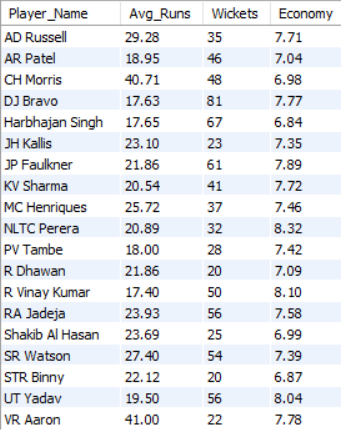 Player_Name Avg_Runs Wickets Economy
AD Russell 29.28 35 7.71
AR Patel 18.95 46 7.04
CH Morris 40.71 48 6.98
DJ Bravo 17.63 81 7.77
Harbhajan Singh 17.65 67 6.84
JH Kallis 23.10 23 7.35
JP Faulkner 21.86 61 7.89
KV Sharma 20.54 41 7.72
MC Henriques 25.72 37 7.46
NLTC Perera 20.89 32 8.32
PV Tambe 18.00 28 7.42
R Dhawan 21.86 20 7.09
R Vinay Kumar 17.40 50 8.10
RA Jadeja 23.93 56 7.58
Shakib Al Hasan 23.69 25 6.99
SR Watson 27.40 54 7.39
STR Binny 22.12 20 6.87
UT Yadav 19.50 56 8.04
VR Aaron 41.00 22 7.78